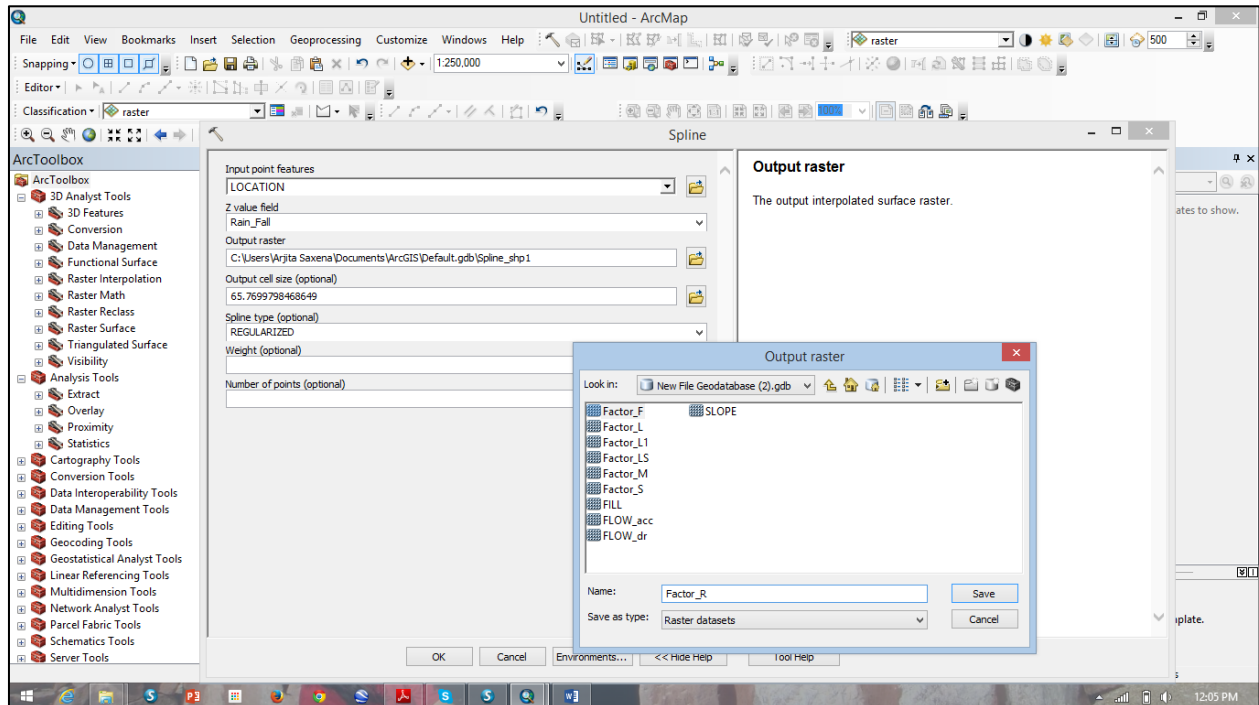 Untitled - ArcMap
File Edit View Bookmarks Insert Selection Geoprocessing Customize Windows Help
raster
500
Snapping
1:250,000
Editor
Classification
raster
100%
Spline
ArcToolbox
ArcToolbox
3D Analyst Tools
3D Features
Conversion
Data Management
Functional Surface
Raster Interpolation
Raster Math
Raster Reclass
Raster Surface
Triangulated Surface
Visibility
Analysis Tools
Extract
Overlay
Proximity
Statistics
Cartography Tools
Conversion Tools
Data Interoperability Tools
Data Management Tools
Editing Tools
Geocoding Tools
Geostatistical Analyst Tools
Linear Referencing Tools
Multidimension Tools
Network Analyst Tools
Parcel Fabric Tools
Schematics Tools
Server Tools
Input point features
LOCATION
Z value field
Rain_Fall
Output raster
C:\Users\Arjita Saxena\Documents\ArcGIS\Default.gdb\Spline_shp1
Output cell size (optional)
65.7699798468649
Spline type (optional)
REGULARIZED
Weight (optional)
Number of points (optional)
OK Cancel Environments... << Hide Help Tool Help
Output raster
The output interpolated surface raster.
ates to show.
plate.
Output raster
Look in: New File Geodatabase (2).gdb
Factor_F
Factor_L
Factor_L1
Factor_LS
Factor_M
Factor_S
FILL
FLOW_acc
FLOW_dr
SLOPE
Name: Factor_R
Save
Save as type: Raster datasets
Cancel
12:05 PM